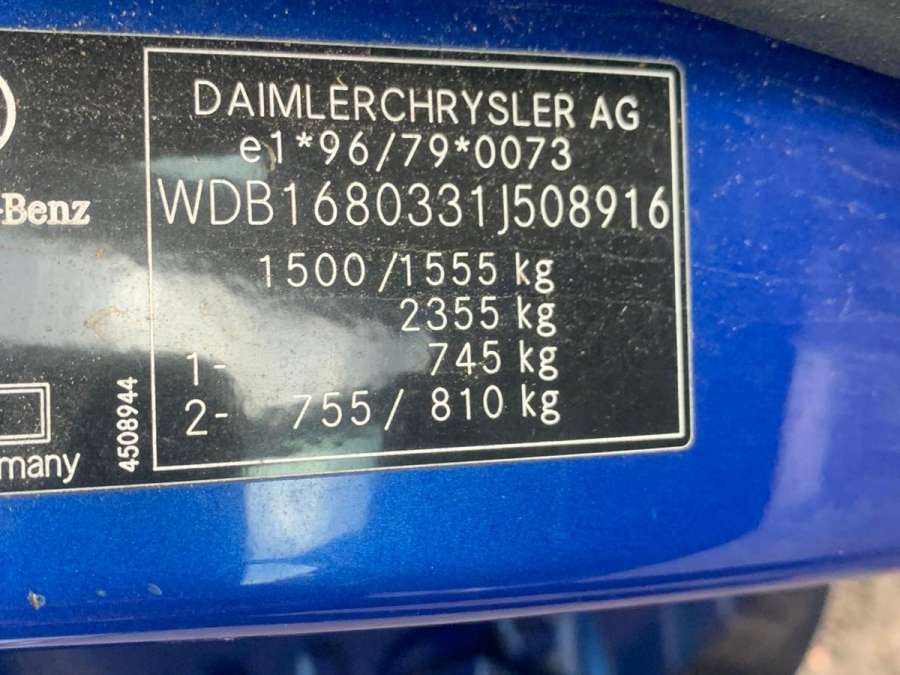 DAIMLERCHRYSLER AG
e1*96/79*0073
-Benz
WDB1680331J508916
1500/1555 kg
2355 kg
1- 745 kg
2- 755/ 810 kg
4508944
many